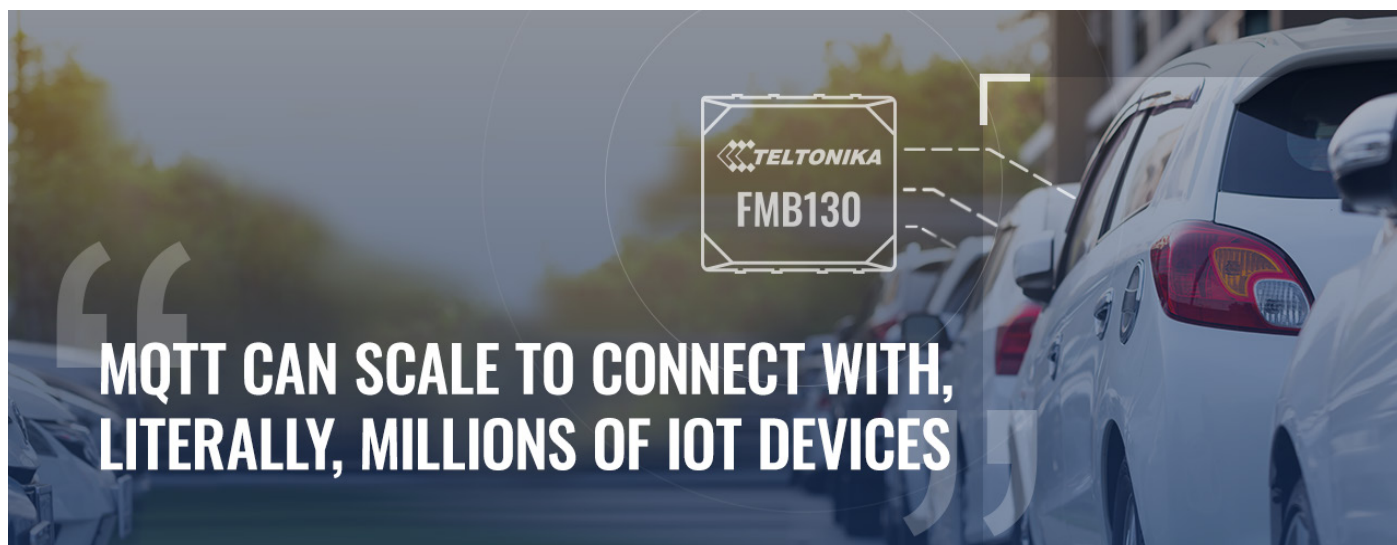 TELTONIKA
FMB130
MQTT CAN SCALE TO CONNECT WITH,
LITERALLY, MILLIONS OF IOT DEVICES